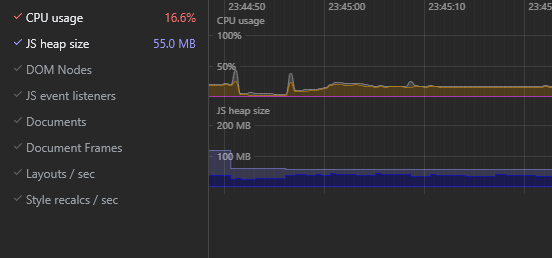 CPU usage 16.6%
JS heap size 55.0 MB
DOM Nodes
JS event listeners
Documents
Document Frames
Layouts / sec
Style recalcs / sec
23:44:50 23:45:00 23:45:10 23:45
CPU usage
100%
50%
JS heap size
200 MB
100 MB